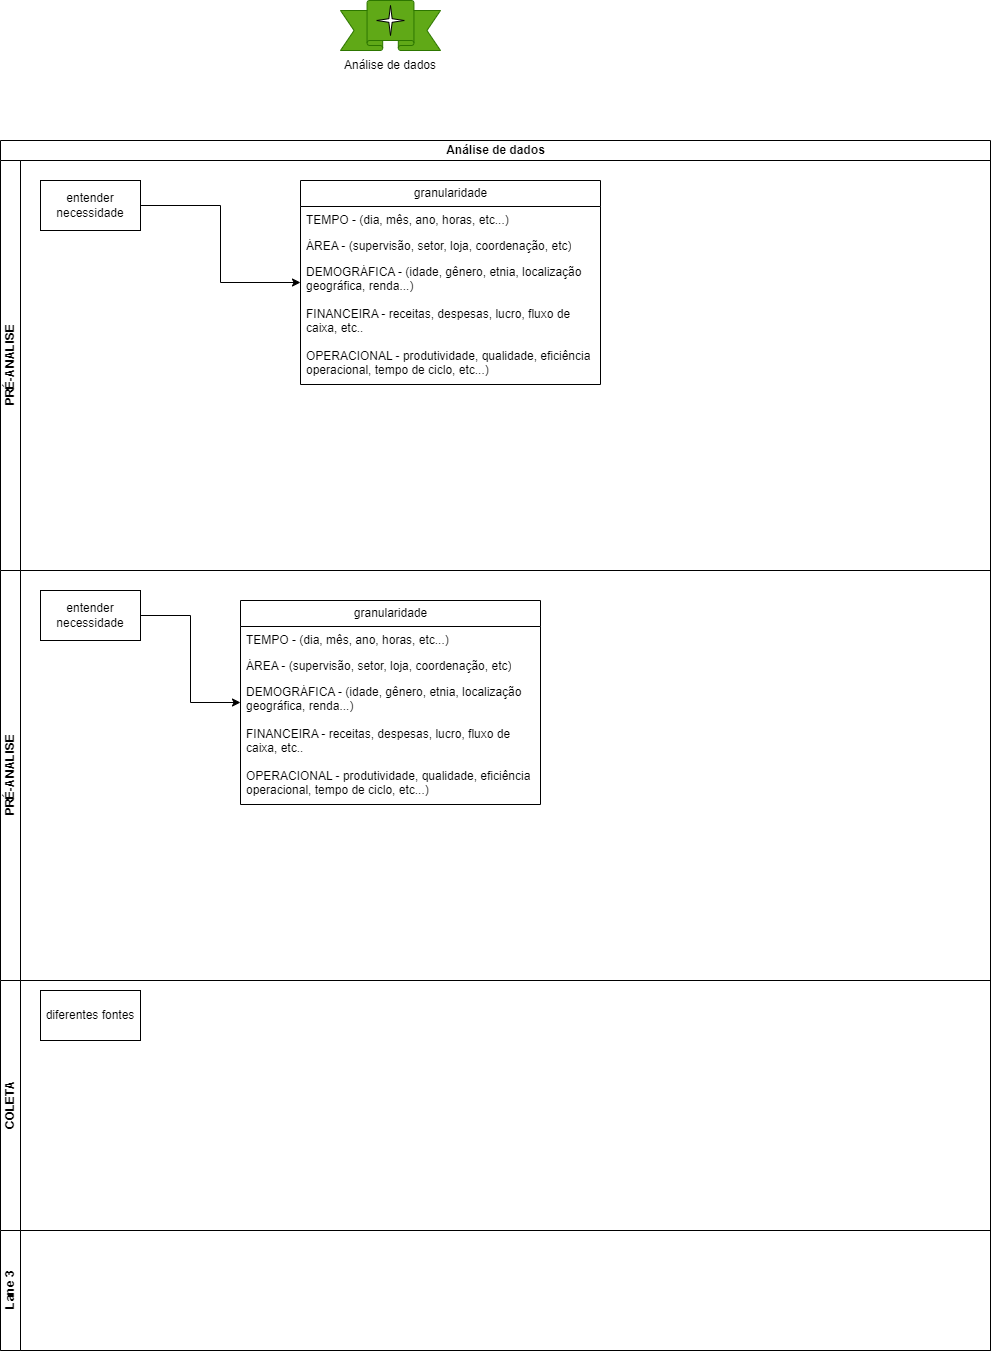 Análise de dados
Análise de dados
PRÉ-ANÁLISE
entender
necessidade
granularidade
TEMPO - (dia, mês, ano, horas, etc...)
ÁREA - (supervisão, setor, loja, coordenação, etc)
DEMOGRÁFICA - (idade, gênero, etnia, localização
geográfica, renda...)
FINANCEIRA - receitas, despesas, lucro, fluxo de
caixa, etc..
OPERACIONAL - produtividade, qualidade, eficiência
operacional, tempo de ciclo, etc...)
PRÉ-ANÁLISE
entender
necessidade
granularidade
TEMPO - (dia, mês, ano, horas, etc...)
ÁREA - (supervisão, setor, loja, coordenação, etc)
DEMOGRÁFICA - (idade, gênero, etnia, localização
geográfica, renda...)
FINANCEIRA - receitas, despesas, lucro, fluxo de
caixa, etc..
OPERACIONAL - produtividade, qualidade, eficiência
operacional, tempo de ciclo, etc...)
COLETA
diferentes fontes
Lane 3